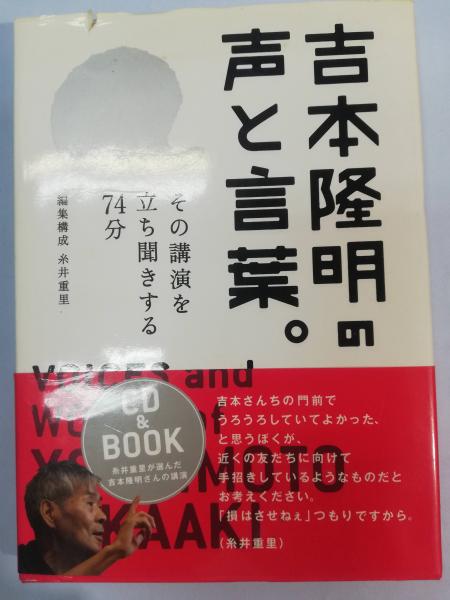 吉本隆明の
声と言葉。
その講演を
立ち聞きする
74分
編集構成 糸井重里
VOICES and
CD
&
BOOK
糸井重里が選んだ
吉本隆明さんの講演
吉本さんちの門前で
うろうろしていてよかった、
と思うぼくが、
近くの友だちに向けて
手招きしているようなものだと
お考えください。
「損はさせねぇ」つもりですから。
(糸井重里)